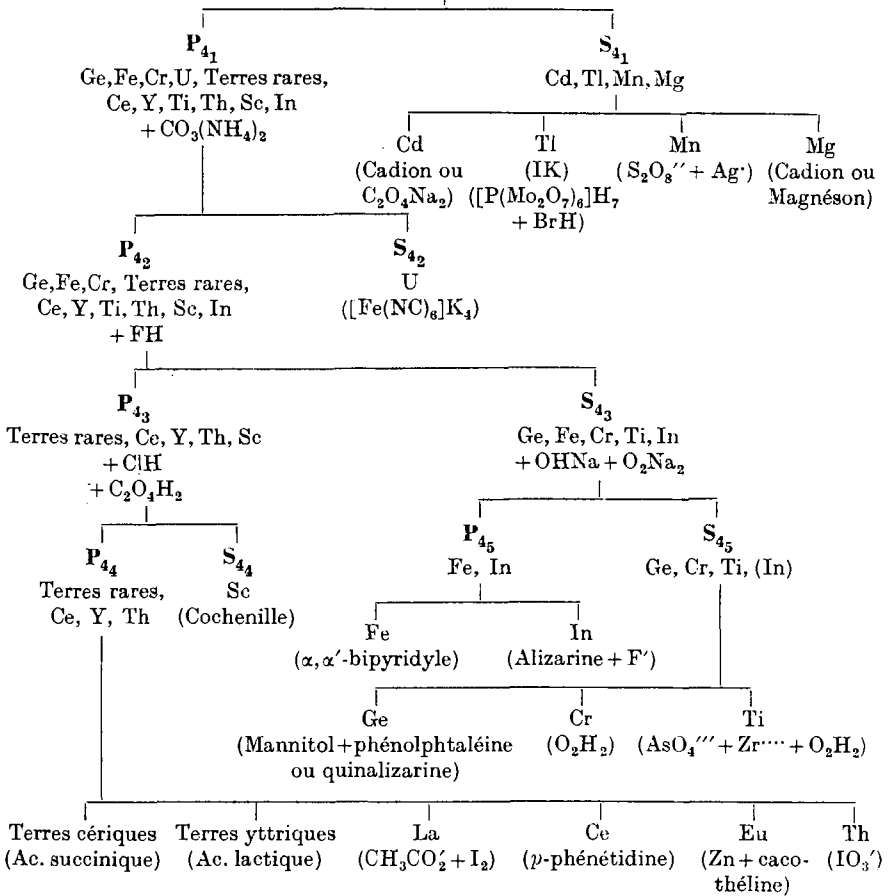 P₄₁
Ge,Fe,Cr,U, Terres rares,
Ce, Y, Ti, Th, Sc, In
+ CO₃(NH₄)₂
S₄₁
Cd, Tl, Mn, Mg
Cd
(Cadion ou
C₂O₄Na₂)
Tl
(IK)
([P(Mo₂O₇)₆]H₇
+ BrH)
Mn
(S₂O₈′′ + Ag·)
Mg
(Cadion ou
Magnéson)
P₄₂
Ge,Fe,Cr, Terres rares,
Ce, Y, Ti, Th, Sc, In
+ FH
S₄₂
U
([Fe(NC)₆]K₄)
P₄₃
Terres rares, Ce, Y, Th, Sc
+ ClH
+ C₂O₄H₂
S₄₃
Ge, Fe, Cr, Ti, In
+ OHNa + O₂Na₂
P₄₄
Terres rares,
Ce, Y, Th
S₄₄
Sc
(Cochenille)
P₄₅
Fe, In
S₄₅
Ge, Cr, Ti, (In)
Fe
(α,α′-bipyridyle)
In
(Alizarine + F′)
Ge
(Mannitol+phénolphtaléine
ou quinalizarine)
Cr
(O₂H₂)
Ti
(AsO₄′′′ + Zr···· + O₂H₂)
Terres cériques
(Ac. succinique)
Terres yttriques
(Ac. lactique)
La
(CH₃CO₂′ + I₂)
Ce
(p-phénétidine)
Eu
(Zn + caco-
théline)
Th
(IO₃′)